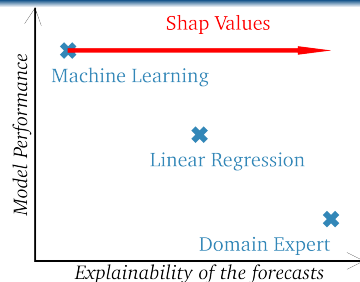 Shap Values
Machine Learning
Model Performance
Linear Regression
Domain Expert
Explainability of the forecasts